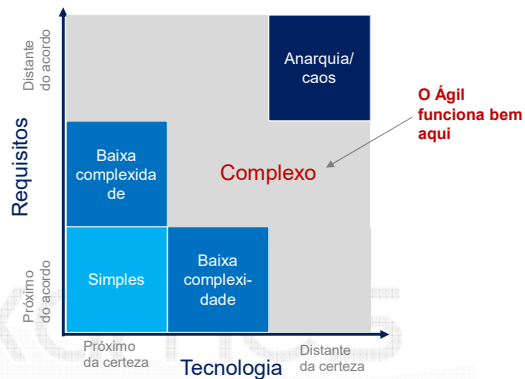 Distante
do acordo
Anarquia/
caos
O Ágil
funciona bem
aqui
Requisitos
Baixa
complexida
de
Complexo
Próximo
do acordo
Simples
Baixa
complexi-
dade
Próximo
da certeza
Tecnologia
Distante
da certeza